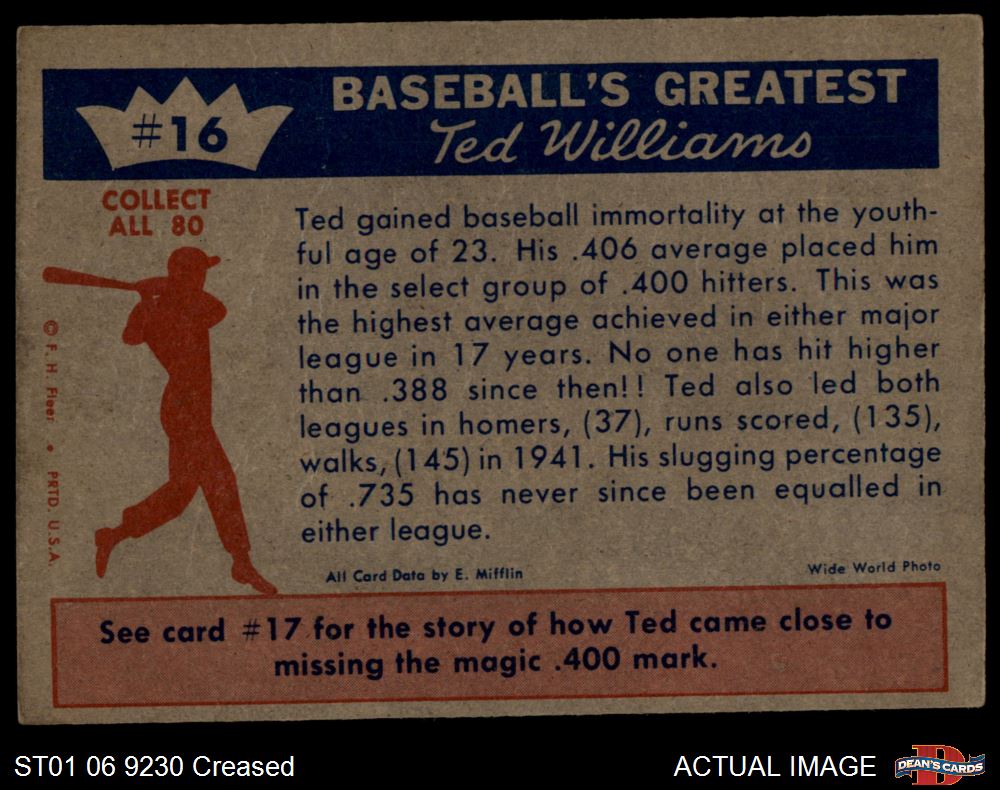 #16
BASEBALL'S GREATEST
Ted Williams
COLLECT
ALL 80
Ted gained baseball immortality at the youth-
ful age of 23. His .406 average placed him
in the select group of .400 hitters. This was
the highest average achieved in either major
league in 17 years. No one has hit higher
than .388 since then!! Ted also led both
leagues in homers, (37), runs scored, (135),
walks, (145) in 1941. His slugging percentage
of .735 has never since been equalled in
either league.
© F. H. Fleer • PRTD. U.S.A.
All Card Data by E. Mifflin
Wide World Photo
See card #17 for the story of how Ted came close to
missing the magic .400 mark.
ST01 06 9230 Creased
ACTUAL IMAGE
DEAN'S CARDS